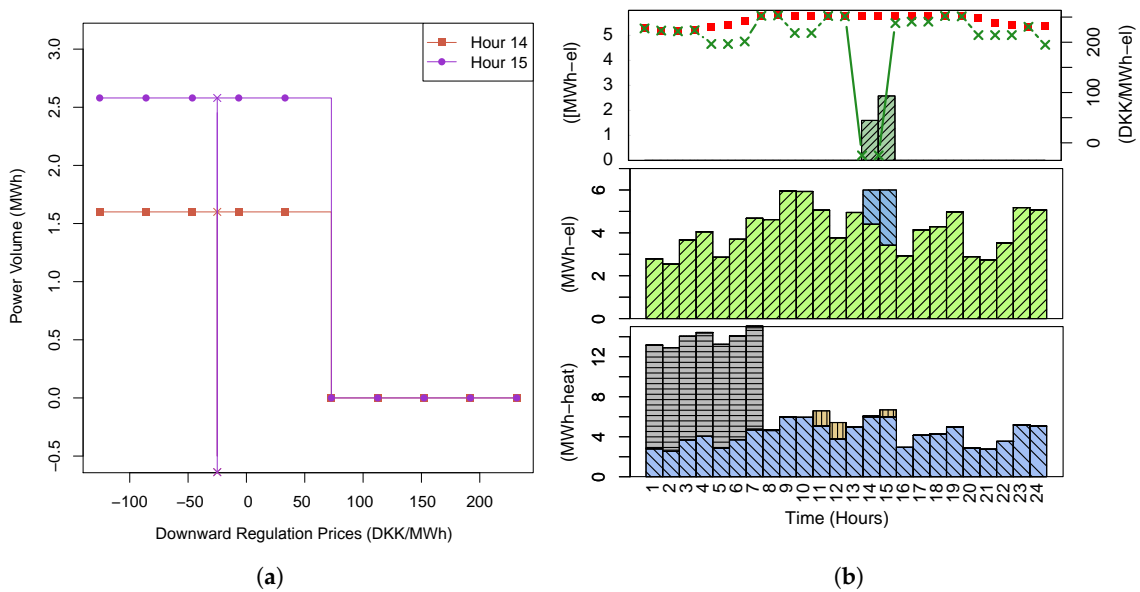 Hour 14
Hour 15
Power Volume (MWh)
3.0
2.5
2.0
1.5
1.0
0.5
0.0
−0.5
−100
−50
0
50
100
150
200
Downward Regulation Prices (DKK/MWh)
(a)
([MWh−el)
5
4
3
2
1
0
200
100
0
(DKK/MWh−el)
(MWh−el)
6
4
2
0
(MWh−heat)
12
8
4
0
1 2 3 4 5 6 7 8 9 10 11 12 13 14 15 16 17 18 19 20 21 22 23 24
Time (Hours)
(b)